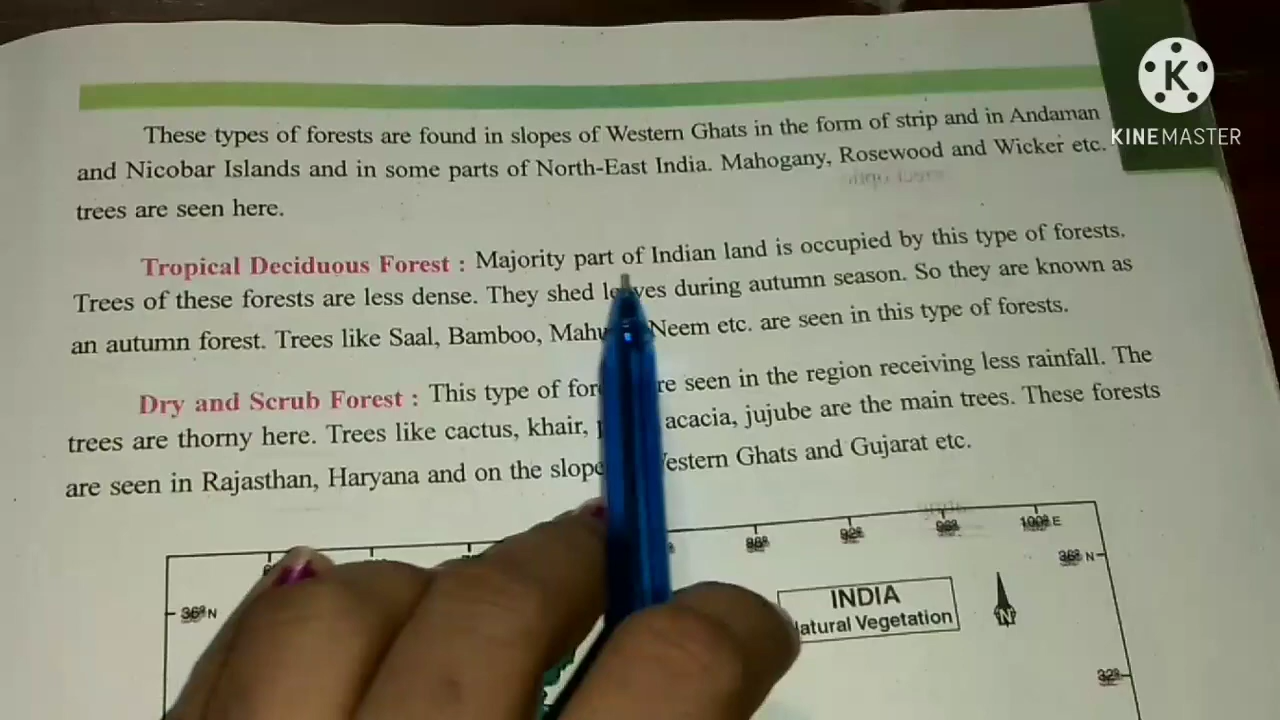 These types of forests are found in slopes of Western Ghats in the form of strip and in Andaman
and Nicobar Islands and in some parts of North-East India. Mahogany, Rosewood and Wicker etc.
trees are seen here.
Tropical Deciduous Forest : Majority part of Indian land is occupied by this type of forests.
Trees of these forests are less dense. They shed leaves during autumn season. So they are known as
an autumn forest. Trees like Saal, Bamboo, Mahu Neem etc. are seen in this type of forests.
Dry and Scrub Forest : This type of for re seen in the region receiving less rainfall. The
trees are thorny here. Trees like cactus, khair, acacia, jujube are the main trees. These forests
are seen in Rajasthan, Haryana and on the slope Western Ghats and Gujarat etc.
88° 92° 96° 100° E
36° N
36° N
INDIA
Natural Vegetation
N
32°
K
KINEMASTER